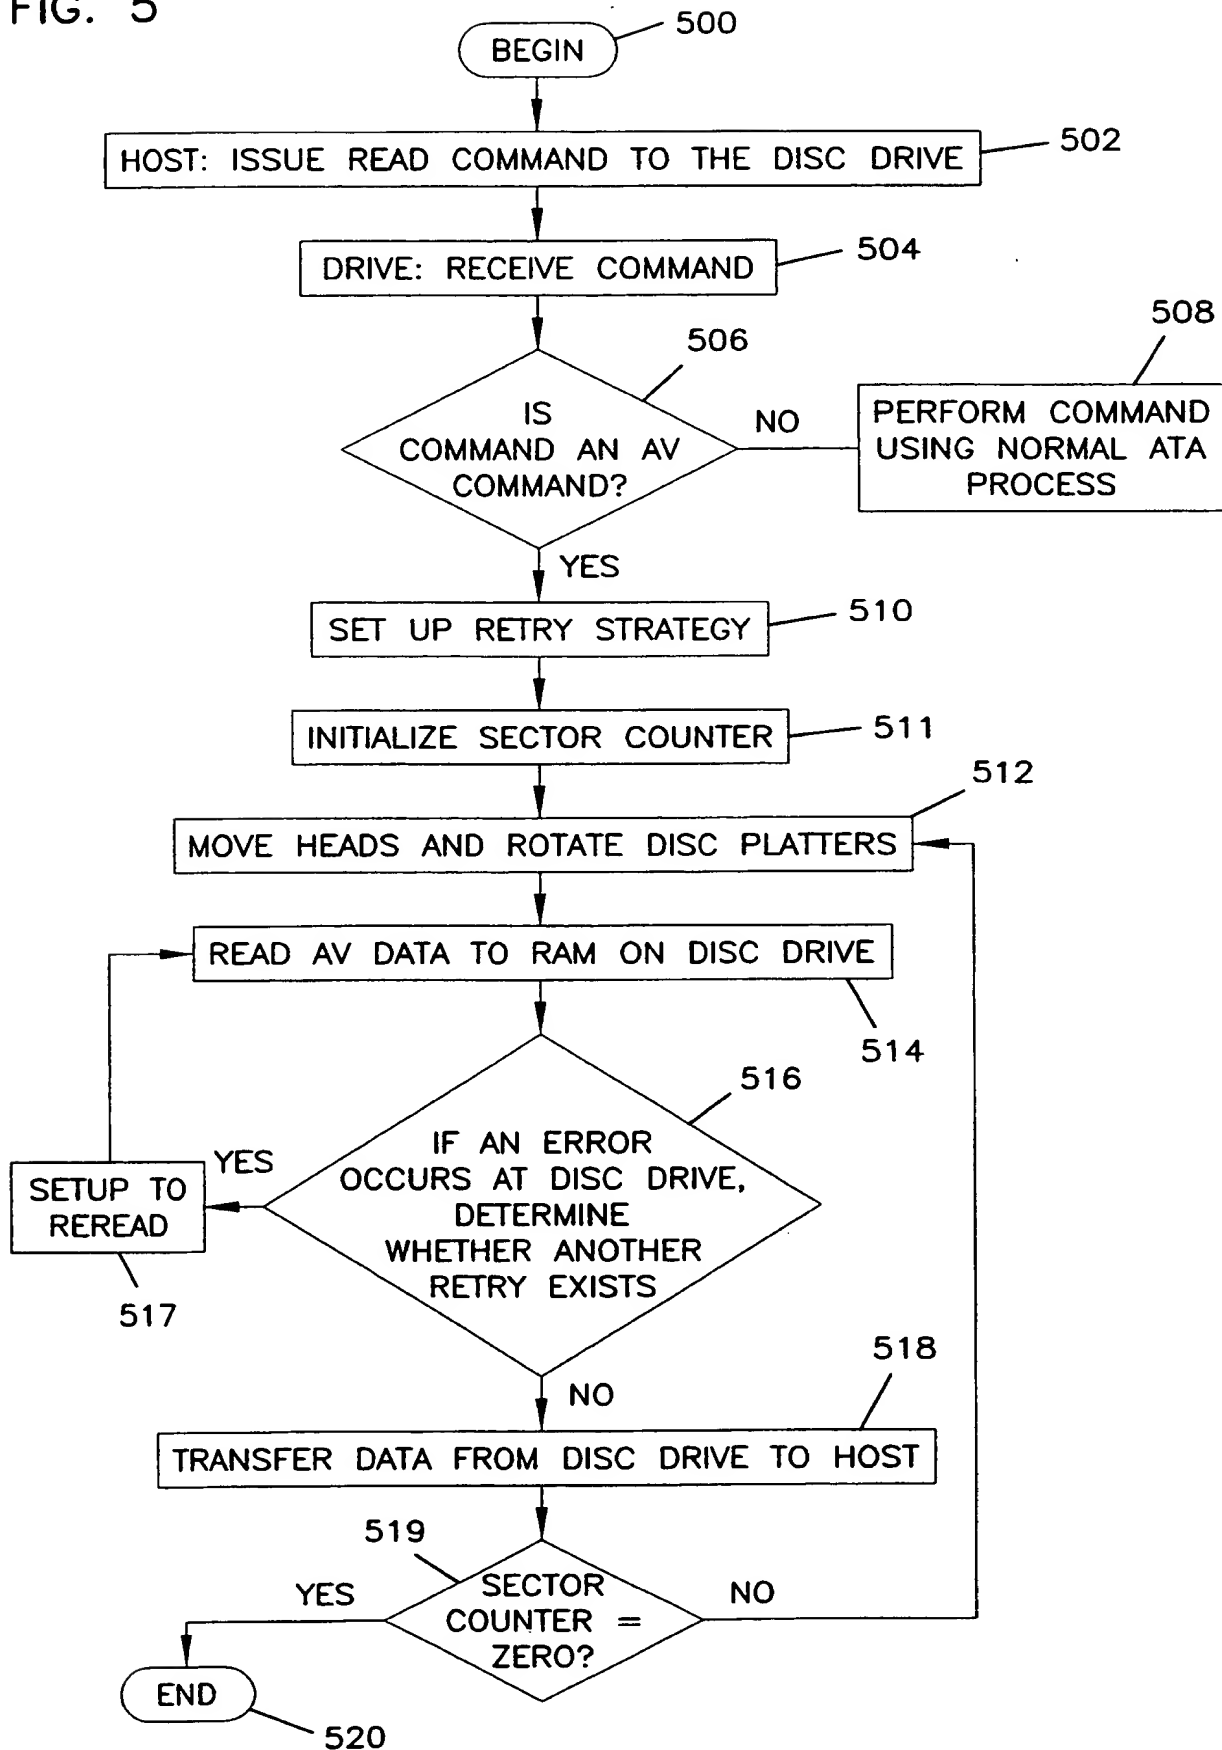 FIG. 5
500
BEGIN
502
HOST: ISSUE READ COMMAND TO THE DISC DRIVE
504
DRIVE: RECEIVE COMMAND
508
506
IS
COMMAND AN AV
COMMAND?
NO
PERFORM COMMAND
USING NORMAL ATA
PROCESS
YES
510
SET UP RETRY STRATEGY
511
INITIALIZE SECTOR COUNTER
512
MOVE HEADS AND ROTATE DISC PLATTERS
READ AV DATA TO RAM ON DISC DRIVE
514
516
IF AN ERROR
OCCURS AT DISC DRIVE,
DETERMINE
WHETHER ANOTHER
RETRY EXISTS
YES
SETUP TO
REREAD
517
518
NO
TRANSFER DATA FROM DISC DRIVE TO HOST
519
YES
SECTOR
COUNTER =
ZERO?
NO
END
520